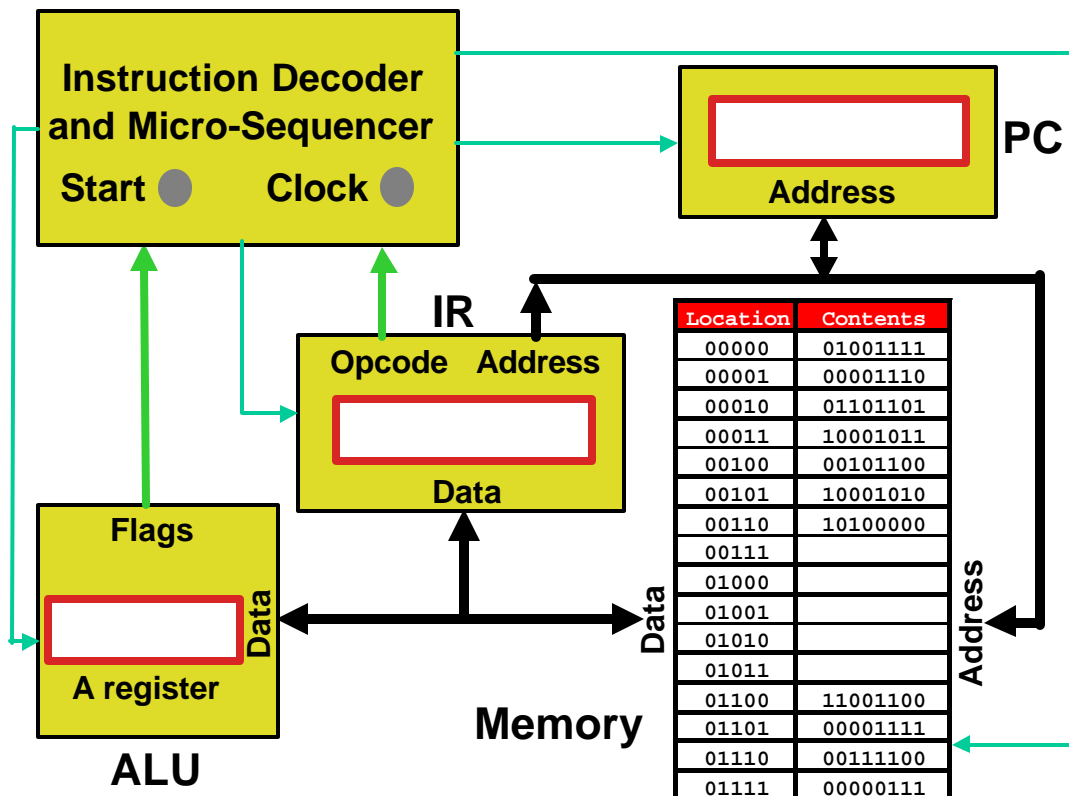 Instruction Decoder
and Micro-Sequencer
Start Clock
PC
Address
IR
Opcode Address
Data
Flags
Data
A register
ALU
Memory
Data
Address
Location Contents
00000 01001111
00001 00001110
00010 01101101
00011 10001011
00100 00101100
00101 10001010
00110 10100000
00111
01000
01001
01010
01011
01100 11001100
01101 00001111
01110 00111100
01111 00000111